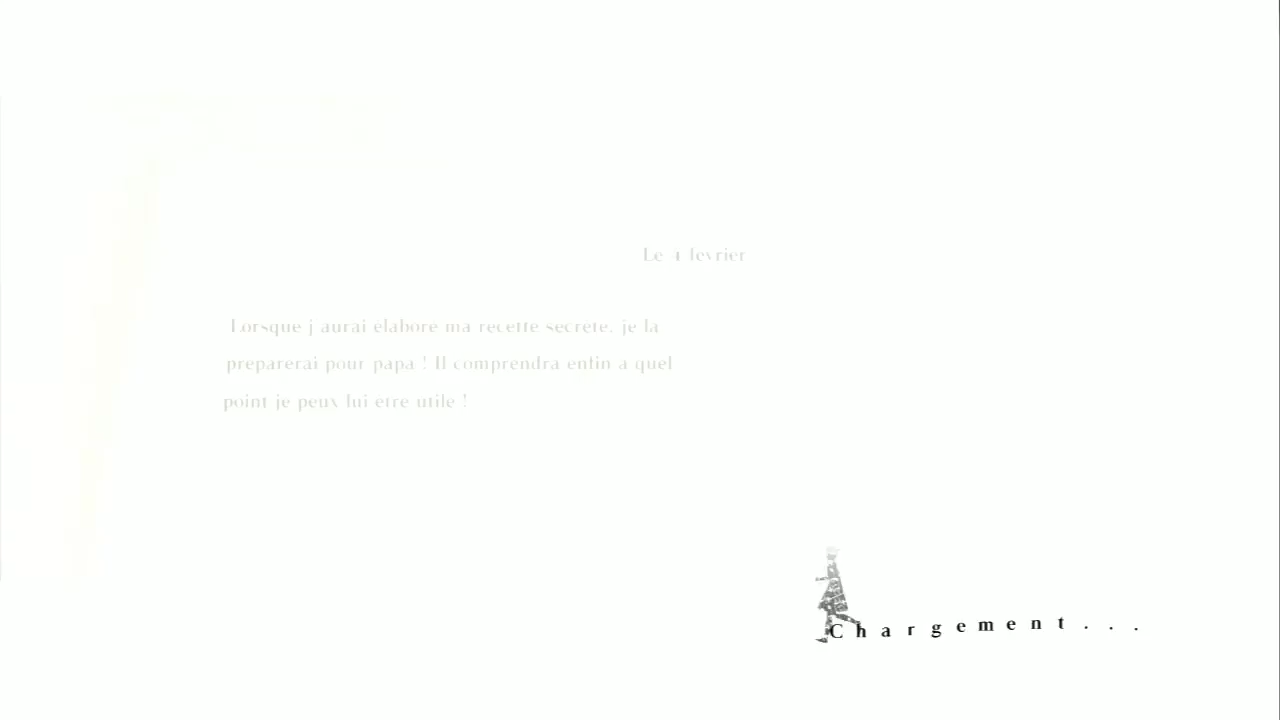 Le 4 fevrier
Lorsque j aurai elabore ma recette secrete, je la
preparerai pour papa ! Il comprendra enfin a quel
point je peux lui etre utile !
Chargement...